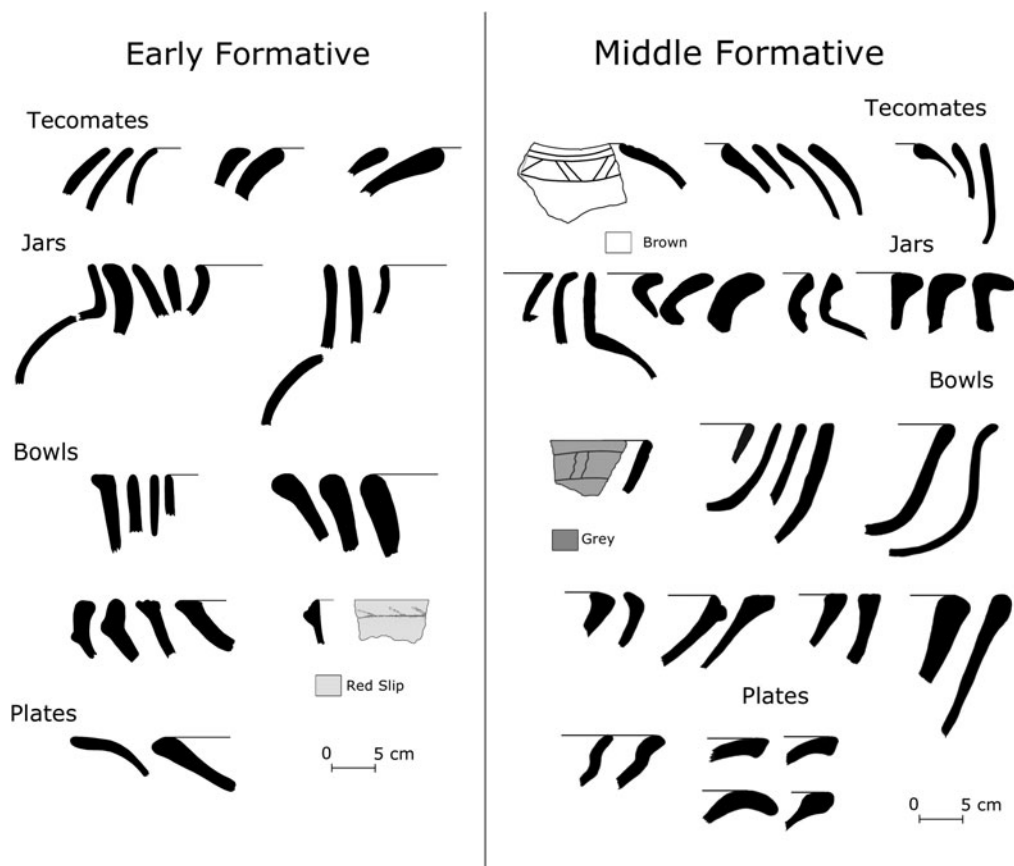 Early Formative
Tecomates
Jars
Bowls
Red Slip
Plates
0 5 cm
Middle Formative
Tecomates
Brown
Jars
Bowls
Grey
Plates
0 5 cm